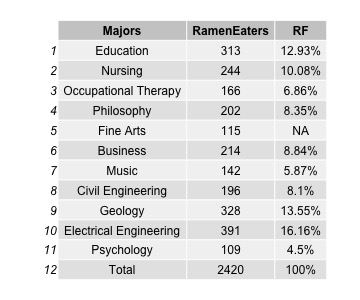 Majors RamenEaters RF
1 Education 313 12.93%
2 Nursing 244 10.08%
3 Occupational Therapy 166 6.86%
4 Philosophy 202 8.35%
5 Fine Arts 115 NA
6 Business 214 8.84%
7 Music 142 5.87%
8 Civil Engineering 196 8.1%
9 Geology 328 13.55%
10 Electrical Engineering 391 16.16%
11 Psychology 109 4.5%
12 Total 2420 100%